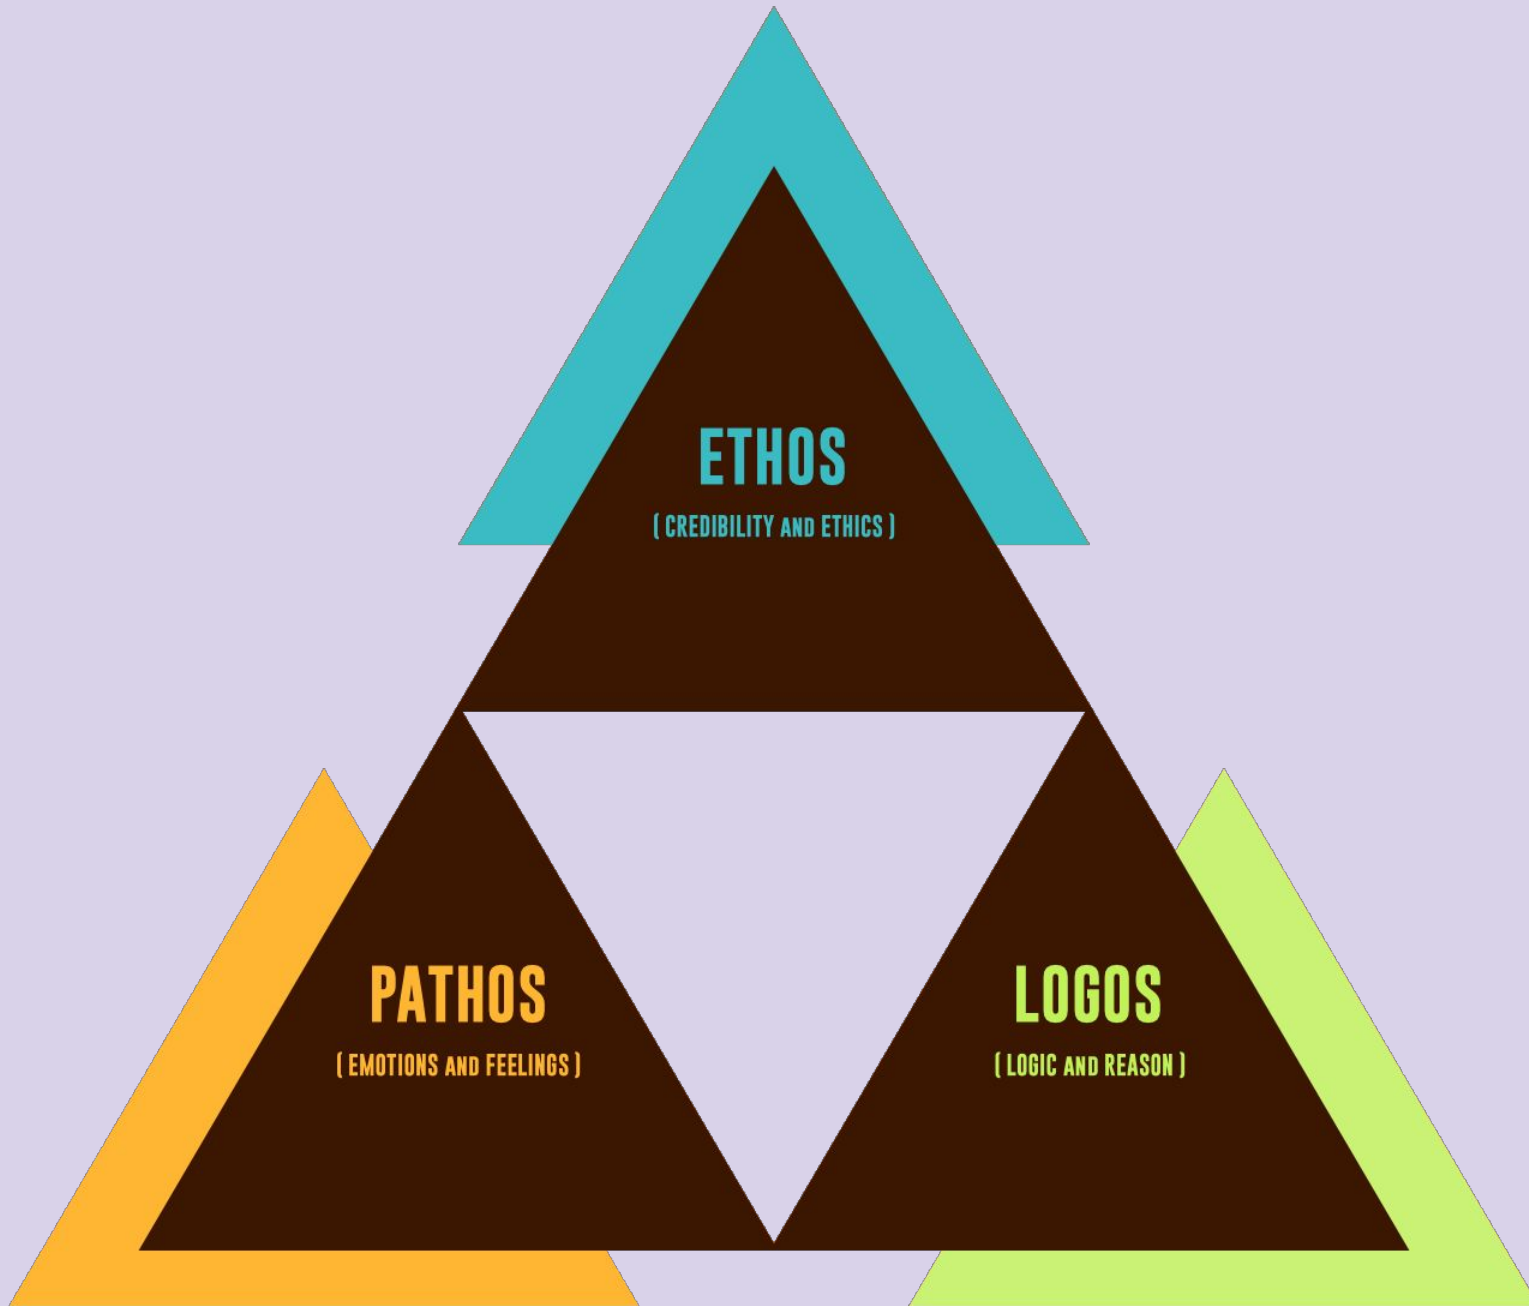 ETHOS
( CREDIBILITY AND ETHICS )
PATHOS
( EMOTIONS AND FEELINGS )
LOGOS
( LOGIC AND REASON )